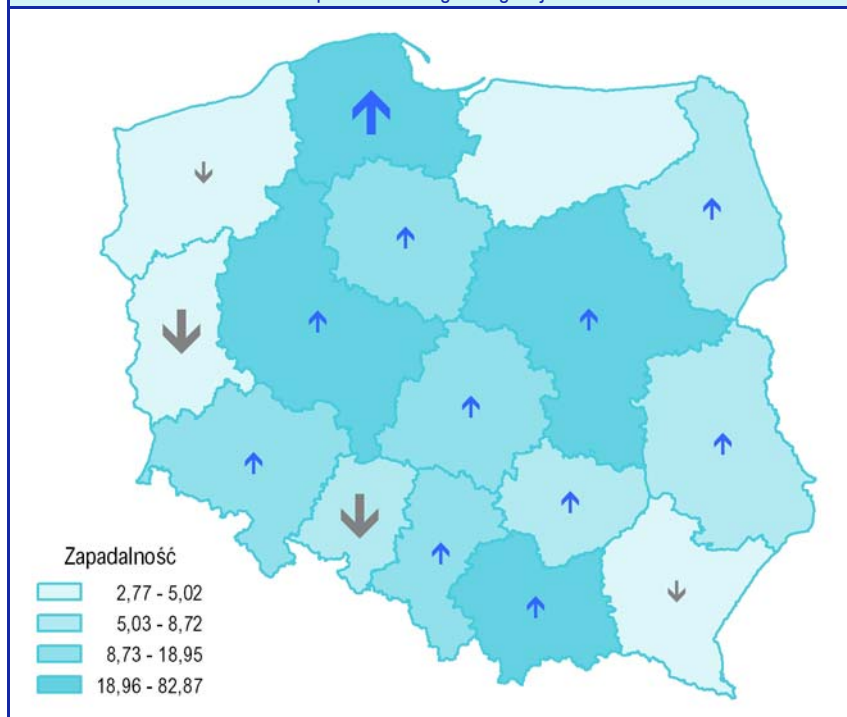 Zapadalność
2,77 - 5,02
5,03 - 8,72
8,73 - 18,95
18,96 - 82,87